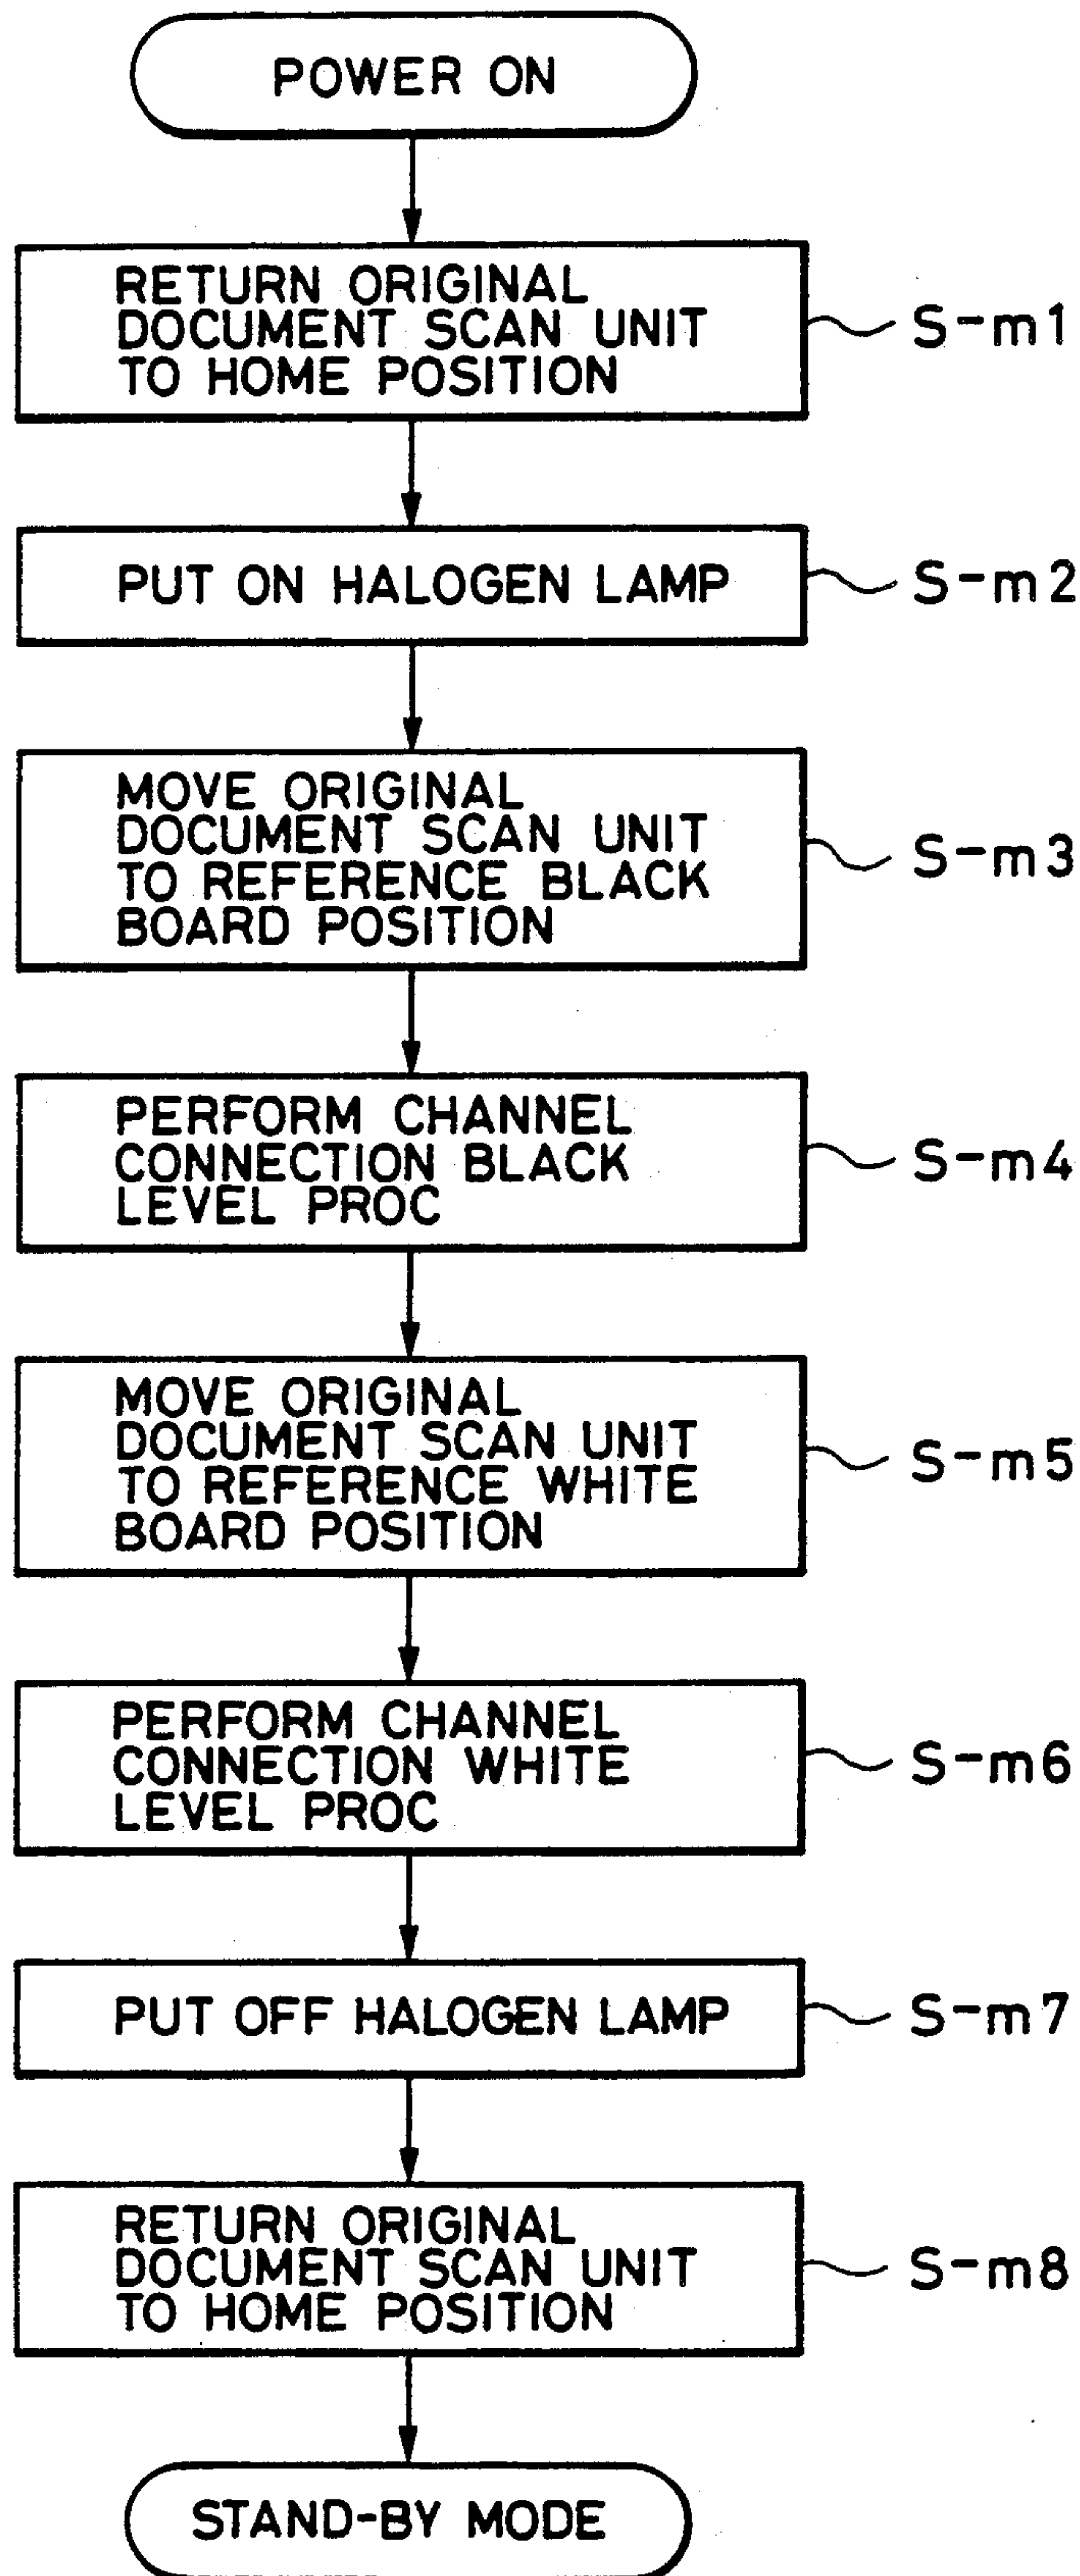 POWER ON
RETURN ORIGINAL
DOCUMENT SCAN UNIT
TO HOME POSITION
S-m1
PUT ON HALOGEN LAMP
S-m2
MOVE ORIGINAL
DOCUMENT SCAN UNIT
TO REFERENCE BLACK
BOARD POSITION
S-m3
PERFORM CHANNEL
CONNECTION BLACK
LEVEL PROC
S-m4
MOVE ORIGINAL
DOCUMENT SCAN UNIT
TO REFERENCE WHITE
BOARD POSITION
S-m5
PERFORM CHANNEL
CONNECTION WHITE
LEVEL PROC
S-m6
PUT OFF HALOGEN LAMP
S-m7
RETURN ORIGINAL
DOCUMENT SCAN UNIT
TO HOME POSITION
S-m8
STAND-BY MODE